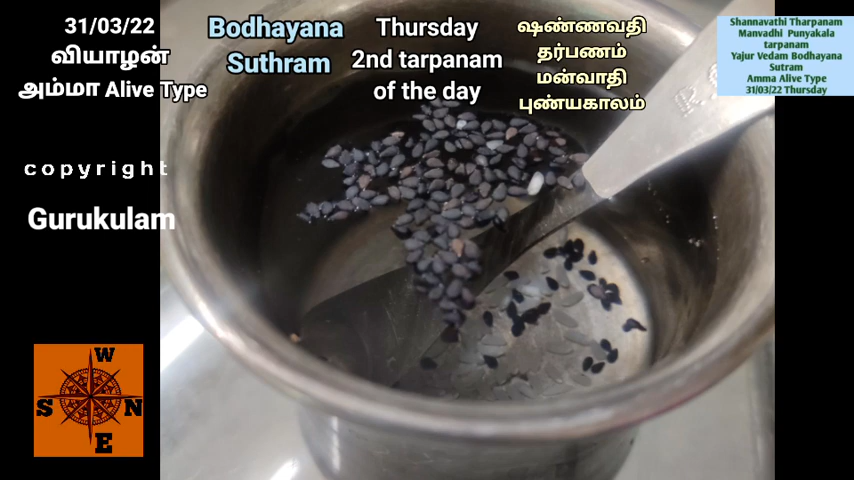 31/03/22
வியாழன்
அம்மா Alive Type
Bodhayana
Suthram
Thursday
2nd tarpanam
of the day
ஷண்ணவதி
தர்பணம்
மன்வாதி
புண்யகாலம்
Shannavathi Tharpanam
Manvadhi Punyakala
tarpanam
Yajur Vedam Bodhayana
Sutram
Amma Alive Type
31/03/22 Thursday
copyright
Gurukulam
W
S N
E